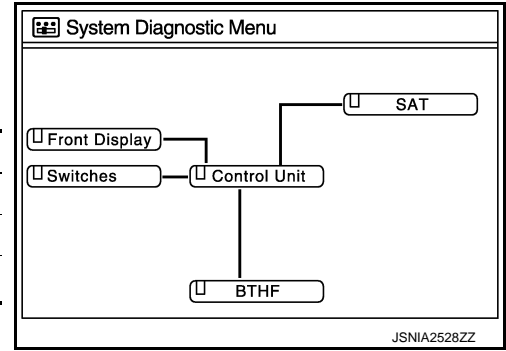 System Diagnostic Menu
SAT
Front Display
Switches
Control Unit
BTHF
JSNIA2528ZZ